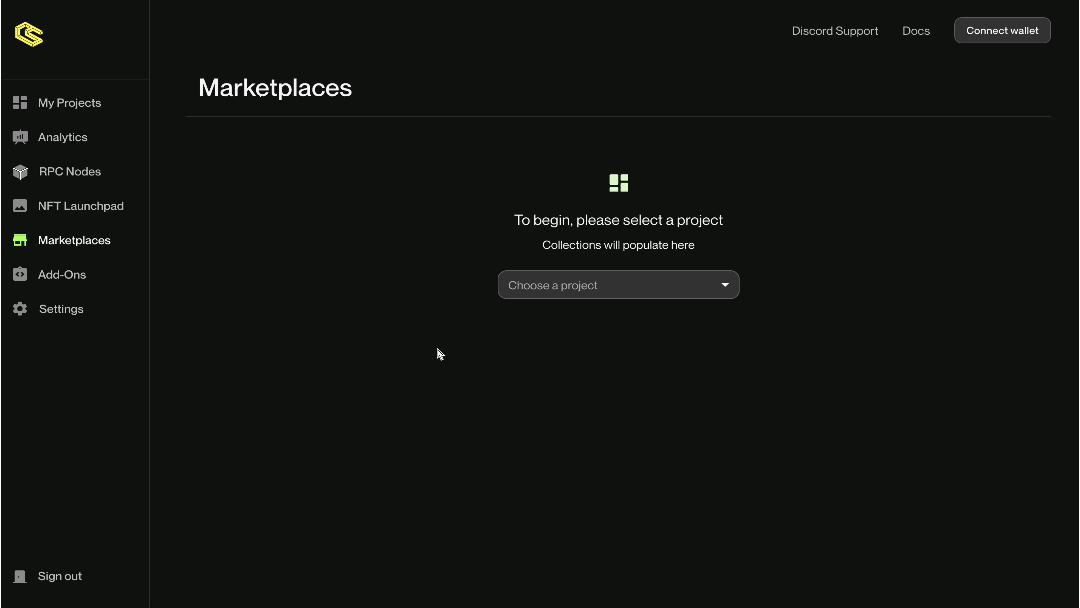 Discord Support
Docs
Connect wallet
Marketplaces
My Projects
Analytics
RPC Nodes
NFT Launchpad
Marketplaces
Add-Ons
Settings
To begin, please select a project
Collections will populate here
Choose a project
Sign out